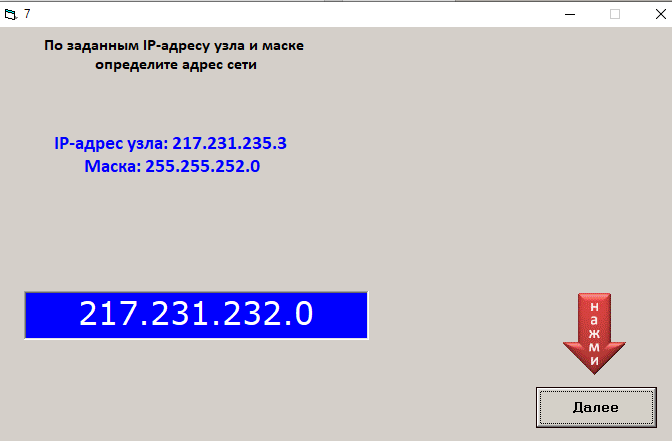 7
По заданным IP-адресу узла и маске
определите адрес сети
IP-адрес узла: 217.231.235.3
Маска: 255.255.252.0
217.231.232.0
нажми
Далее